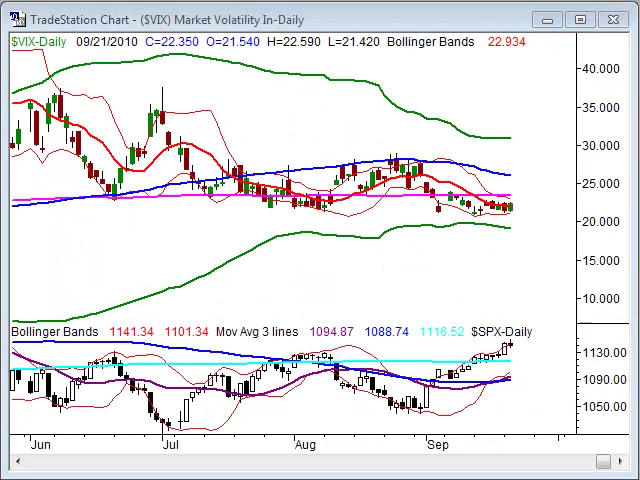 TradeStation Chart - ($VIX) Market Volatility In-Daily
$VIX-Daily 09/21/2010 C=22.350 O=21.540 H=22.590 L=21.420 Bollinger Bands 22.934
40.000
35.000
30.000
25.000
20.000
15.000
10.000
Bollinger Bands 1141.34 1101.34 Mov Avg 3 lines 1094.87 1088.74 1116.52 $SPX-Daily
1130.00
1090.00
1050.00
Jun Jul Aug Sep